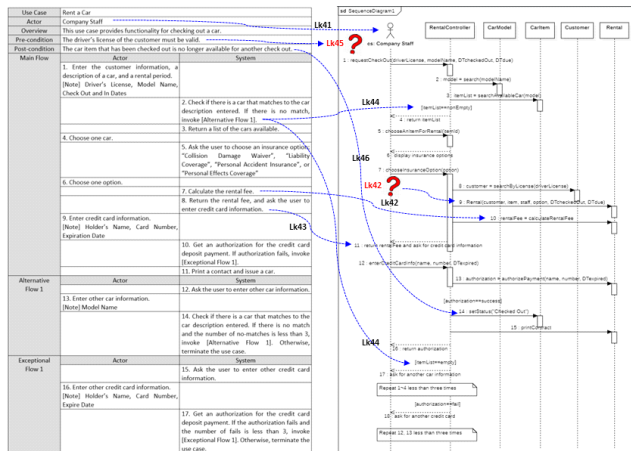 Use Case Rent a Car
Actor Company Staff
Overview This use case provides functionality for checking out a car.
Pre-condition The driver's license of the customer must be valid.
Post-condition The car item that has been checked out is no longer available for another check out.
Main Flow Actor System
1. Enter the customer information, a
description of a car, and a rental period.
[Note] Driver's License, Model Name,
Check Out and In Dates
2. Check if there is a car that matches to the car
description entered. If there is no match,
invoke [Alternative Flow 1].
3. Return a list of the cars available.
4. Choose one car.
5. Ask the user to choose an insurance option,
"Collision Damage Waiver", "Liability
Coverage", "Personal Accident Insurance", or
"Personal Effects Coverage"
6. Choose one option.
7. Calculate the rental fee.
8. Return the rental fee, and ask the user to
enter credit card information.
9. Enter credit card information.
[Note] Holder's Name, Card Number,
Expiration Date
10. Get an authorization for the credit card
deposit payment. If authorization fails, invoke
[Exceptional Flow 1].
11. Print a contact and issue a car.
Alternative
Flow 1
Actor System
12. Ask the user to enter other car information.
13. Enter other car information.
[Note] Model Name
14. Check if there is a car that matches to the
car description entered. If there is no match
and the number of no-matches is less than 3,
invoke [Alternative Flow 1]. Otherwise,
terminate the use case.
Exceptional
Flow 1
Actor System
15. Ask the user to enter other credit card
information.
16. Enter other credit card information.
[Note] Holder's Name, Card Number,
Expire Date
17. Get an authorization for the credit card
deposit payment. If the authorization fails and
the number of fails is less than 3, invoke
[Exceptional Flow 1]. Otherwise, terminate the
use case.
Lk41
Lk45
?
Lk44
Lk46
Lk42
?
Lk42
Lk43
Lk44
sd SequenceDiagram1
cs: Company Staff
RentalController
CarModel
CarItem
Customer
Rental
1 : requestCheckOut(driverLicense, modelName, DTcheckedOut, DTdue)
2 : model = search(modelName)
3 : itemList = searchAvailableCar(model)
[itemList==nonEmpty]
4 : return itemList
5 : chooseAnItemForRental(itemId)
6 : display insurance options
7 : chooseInsuranceOption(option)
8 : customer = searchByLicense(driverLicense)
9 : Rental(customer, item, staff, option, DTcheckedOut, DTdue)
10 : rentalFee = calculateRentalFee
11 : return rentalFee and ask for credit card information
12 : enterCreditCardInfo(name, number, DTexpired)
13 : authorization = authorizePayment(name, number, DTexpired)
[authorization==success]
14 : setStatus('Checked Out')
15 : printContract
16 : return authorization
[itemList==empty]
17 : ask for another car information
Repeat 1~4 less than three times
18 : ask for another credit card
Repeat 12, 13 less than three times